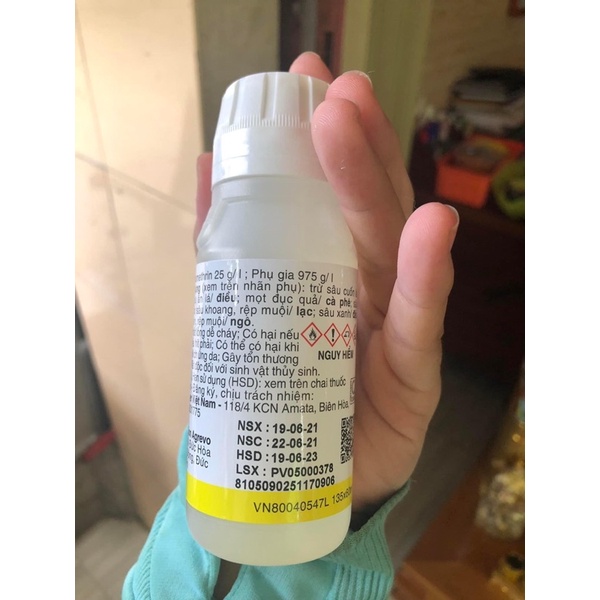 25 g/ l ; Phụ gia 975 g/ l
(xem trên nhãn phụ): trừ sâu cuốn
lá/ điều; mọt đục quả/ cà phê;
khoang, rệp muội/ lạc; sâu xanh/
rệp muội/ ngô.
dễ cháy; Có hại nếu
phải; Có thể có hại khi
da; Gây tổn thương
đối với sinh vật thủy sinh.
NGUY HIỂM
sử dụng (HSD): xem trên chai thuốc
ký, chịu trách nhiệm:
Việt Nam - 118/4 KCN Amata, Biên Hòa
Agrevo
Hòa
Đức
NSX : 19-06-21
NSC : 22-06-21
HSD : 19-06-23
LSX : PV05000378
8105090251170906
VN80040547L